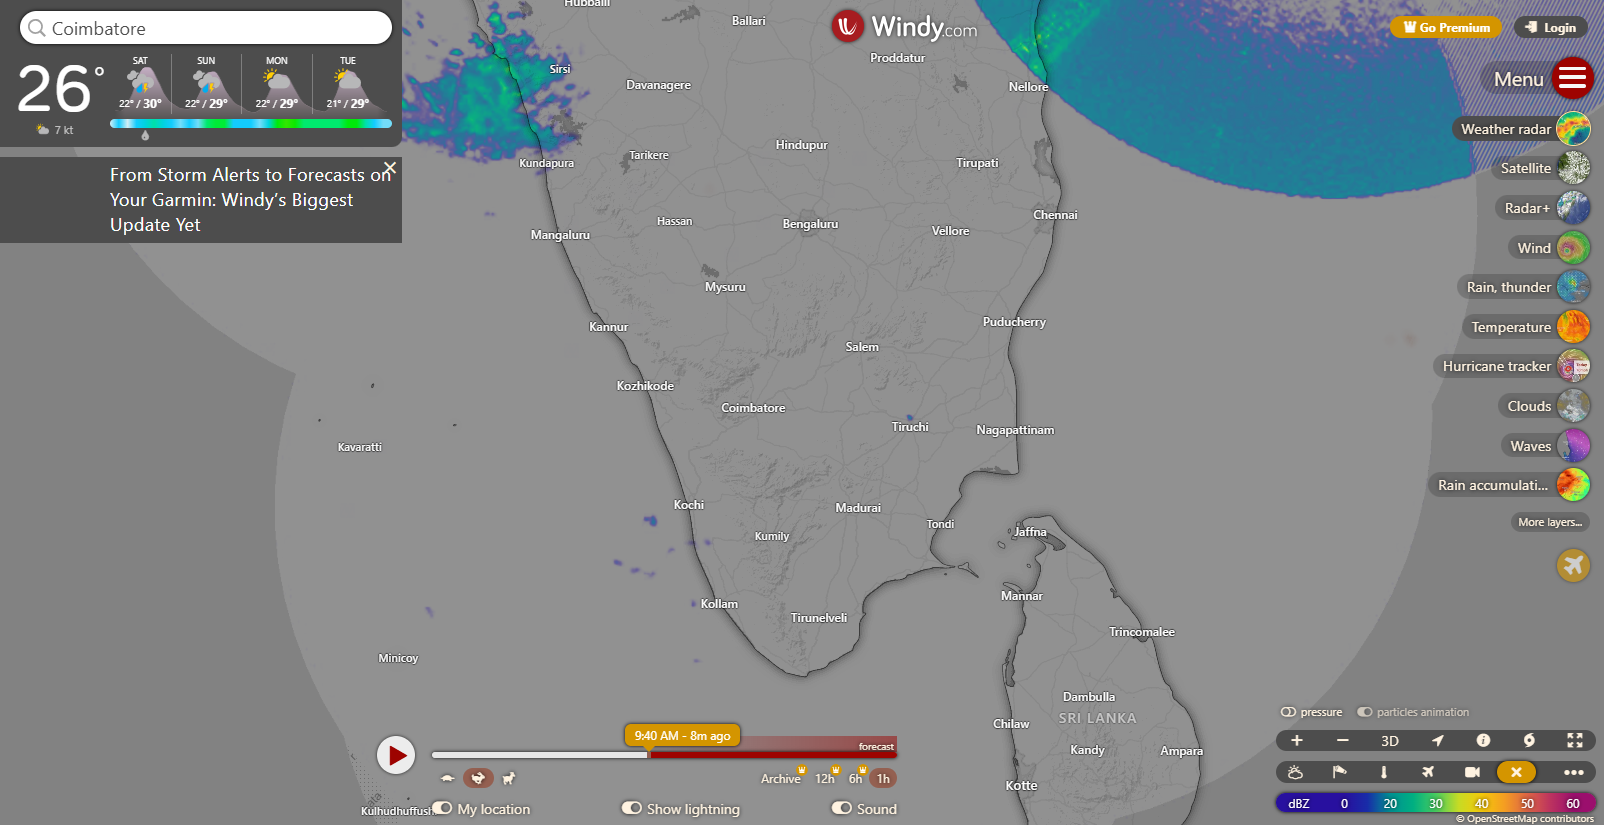 Coimbatore
26°
7 kt
SAT SUN MON TUE
22° / 30° 22° / 29° 22° / 29° 21° / 29°
From Storm Alerts to Forecasts on
Your Garmin: Windy's Biggest
Update Yet
Windy.com
Go Premium
Login
Menu
Weather radar
Satellite
Radar+
Wind
Rain, thunder
Temperature
Hurricane tracker
Clouds
Waves
Rain accumulati...
More layers...
Hubballi
Ballari
Proddatur
Sirsi
Davanagere
Nellore
Kundapura
Tarikere
Hindupur
Tirupati
Hassan
Chennai
Mangaluru
Bengaluru
Vellore
Mysuru
Kannur
Puducherry
Salem
Kozhikode
Coimbatore
Tiruchi
Nagapattinam
Kavaratti
Kochi
Madurai
Tondi
Kumily
Jaffna
Kollam
Mannar
Tirunelveli
Trincomalee
Minicoy
Dambulla
Chilaw
SRI LANKA
Kandy
Ampara
Kotte
Kulhudhuffushi
9:40 AM - 8m ago
forecast
Archive 12h 6h 1h
My location
Show lightning
Sound
pressure
particles animation
+ − 3D
dBZ 0 20 30 40 50 60
© OpenStreetMap contributors